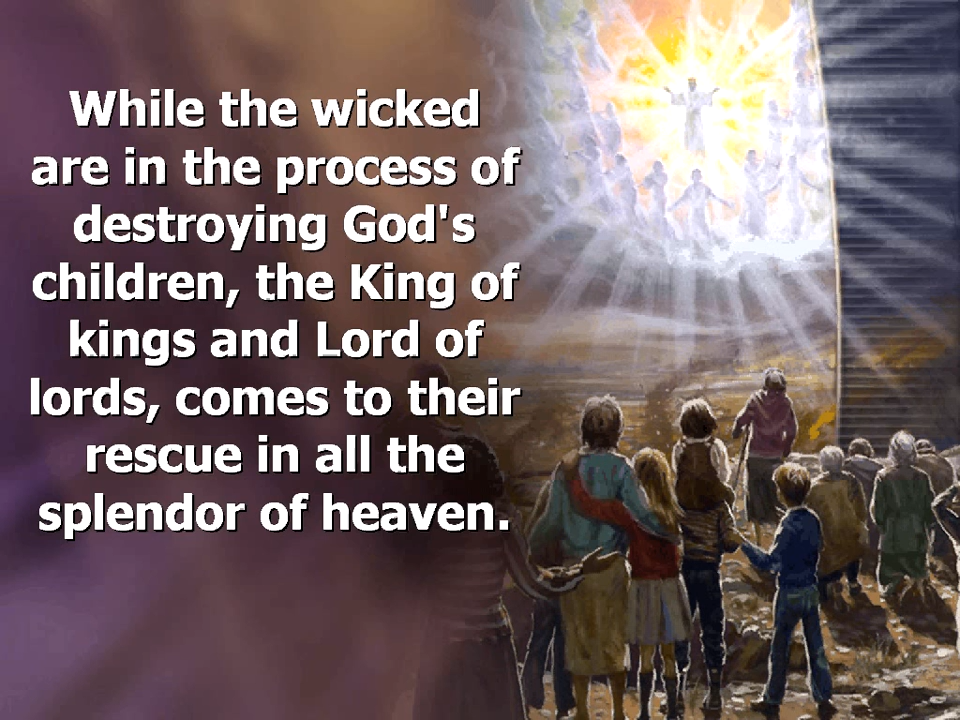 While the wicked
are in the process of
destroying God's
children, the King of
kings and Lord of
lords, comes to their
rescue in all the
splendor of heaven.